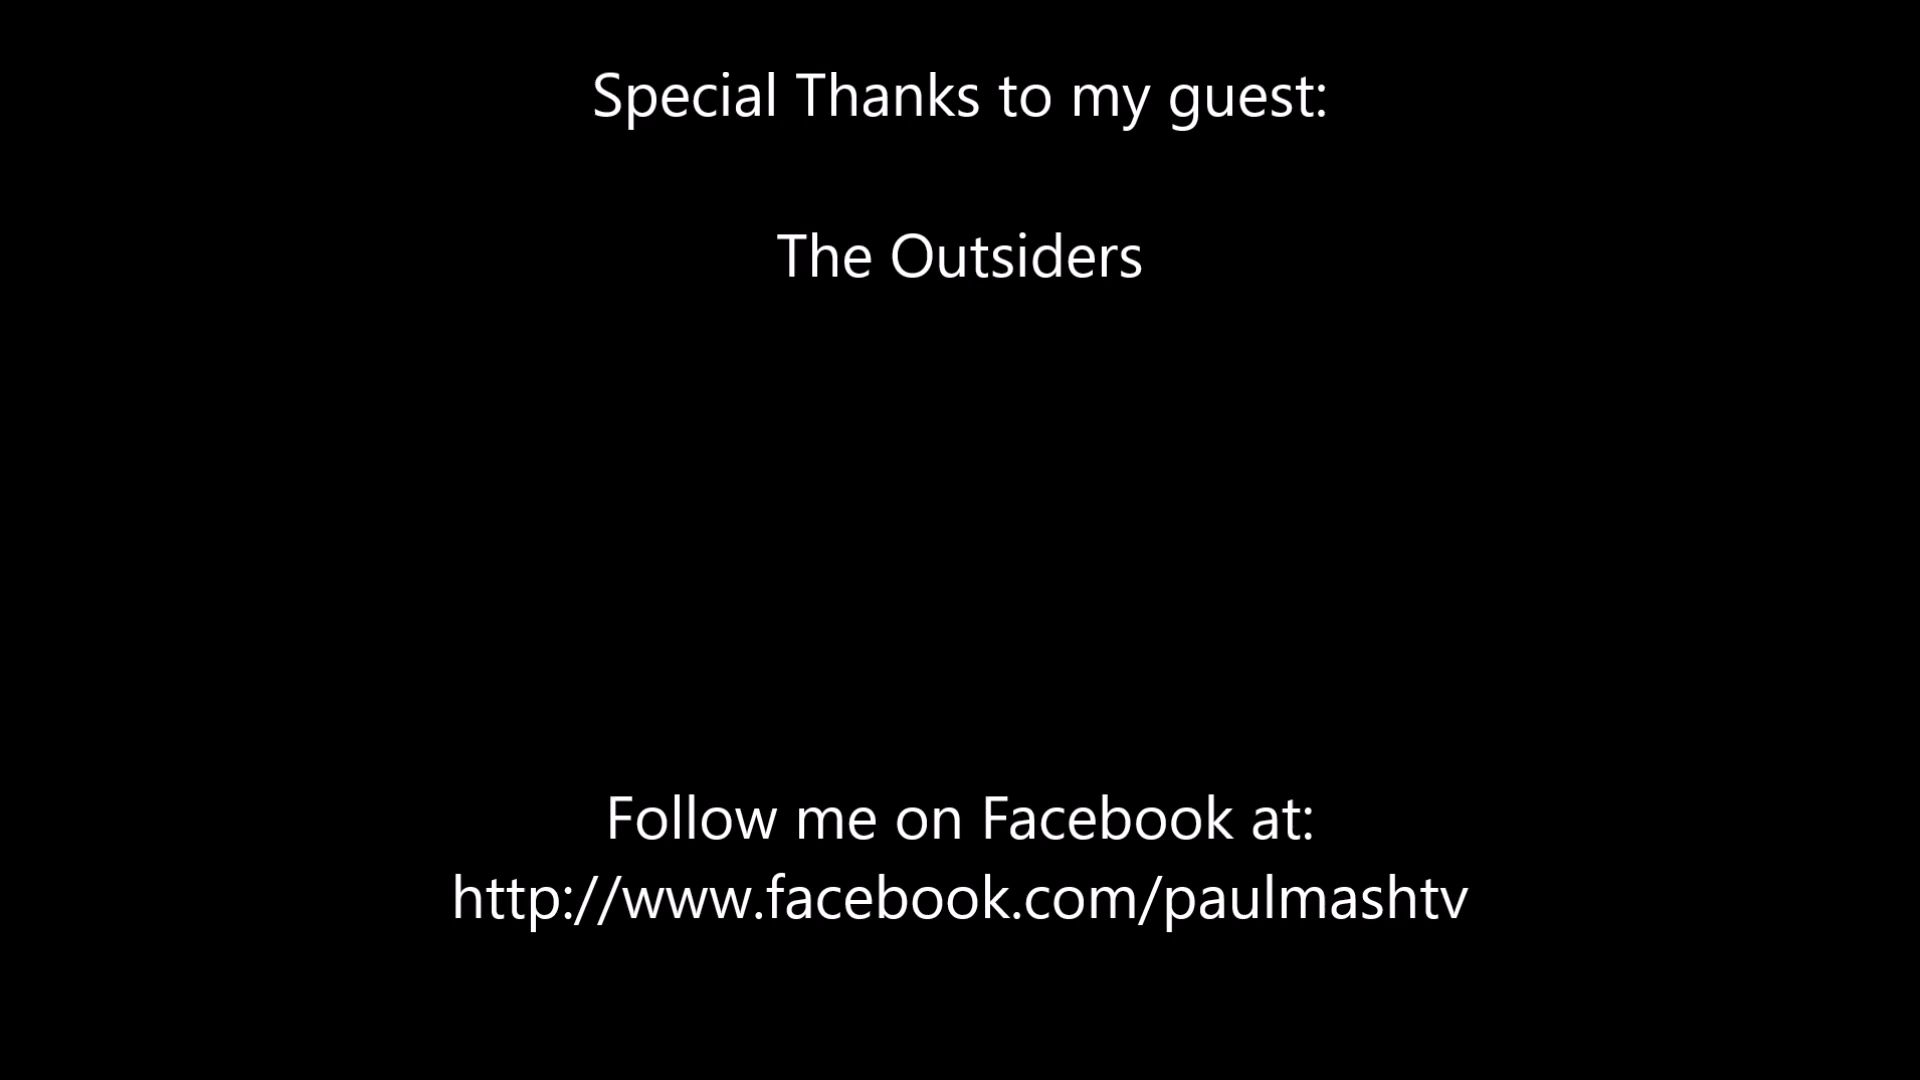 Special Thanks to my guest:
The Outsiders
Follow me on Facebook at:
http://www.facebook.com/paulmashtv